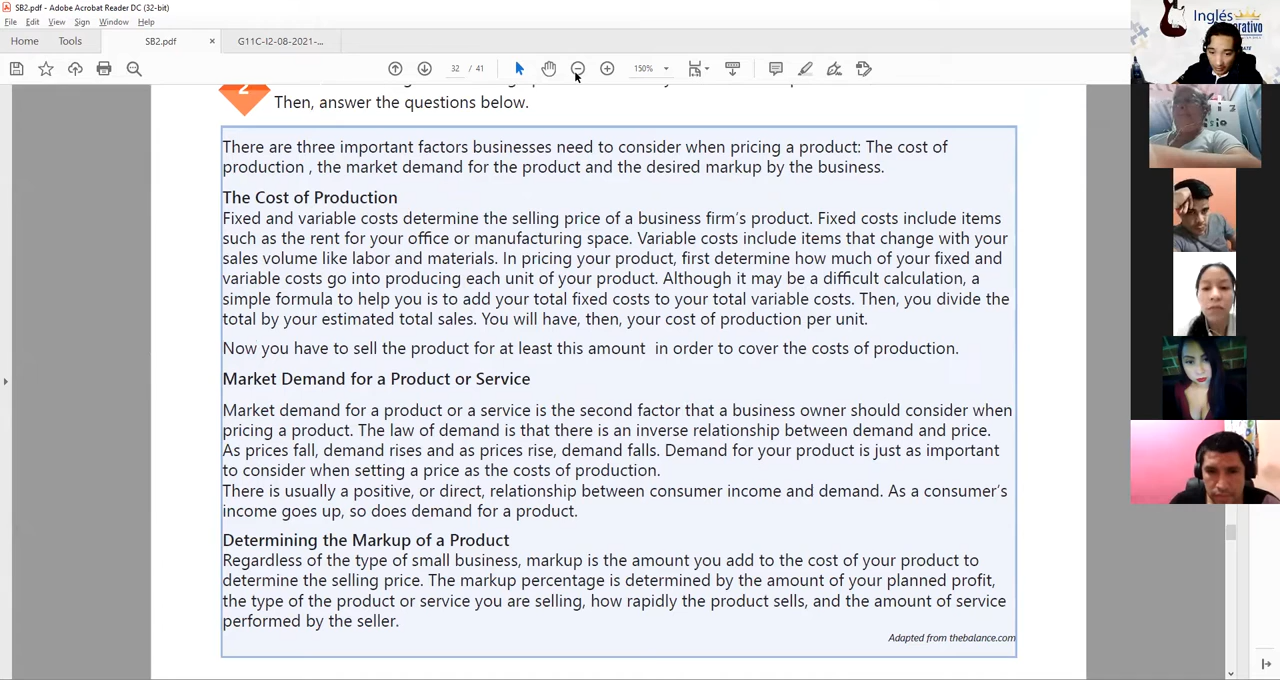 SB2.pdf - Adobe Acrobat Reader DC (32-bit)
File Edit View Sign Window Help
Home Tools SB2.pdf × G11C-I2-08-2021-...
32 / 41 150%
Then, answer the questions below.
There are three important factors businesses need to consider when pricing a product: The cost of
production , the market demand for the product and the desired markup by the business.
The Cost of Production
Fixed and variable costs determine the selling price of a business firm's product. Fixed costs include items
such as the rent for your office or manufacturing space. Variable costs include items that change with your
sales volume like labor and materials. In pricing your product, first determine how much of your fixed and
variable costs go into producing each unit of your product. Although it may be a difficult calculation, a
simple formula to help you is to add your total fixed costs to your total variable costs. Then, you divide the
total by your estimated total sales. You will have, then, your cost of production per unit.
Now you have to sell the product for at least this amount in order to cover the costs of production.
Market Demand for a Product or Service
Market demand for a product or a service is the second factor that a business owner should consider when
pricing a product. The law of demand is that there is an inverse relationship between demand and price.
As prices fall, demand rises and as prices rise, demand falls. Demand for your product is just as important
to consider when setting a price as the costs of production.
There is usually a positive, or direct, relationship between consumer income and demand. As a consumer's
income goes up, so does demand for a product.
Determining the Markup of a Product
Regardless of the type of small business, markup is the amount you add to the cost of your product to
determine the selling price. The markup percentage is determined by the amount of your planned profit,
the type of the product or service you are selling, how rapidly the product sells, and the amount of service
performed by the seller.
Adapted from thebalance.com
Inglés